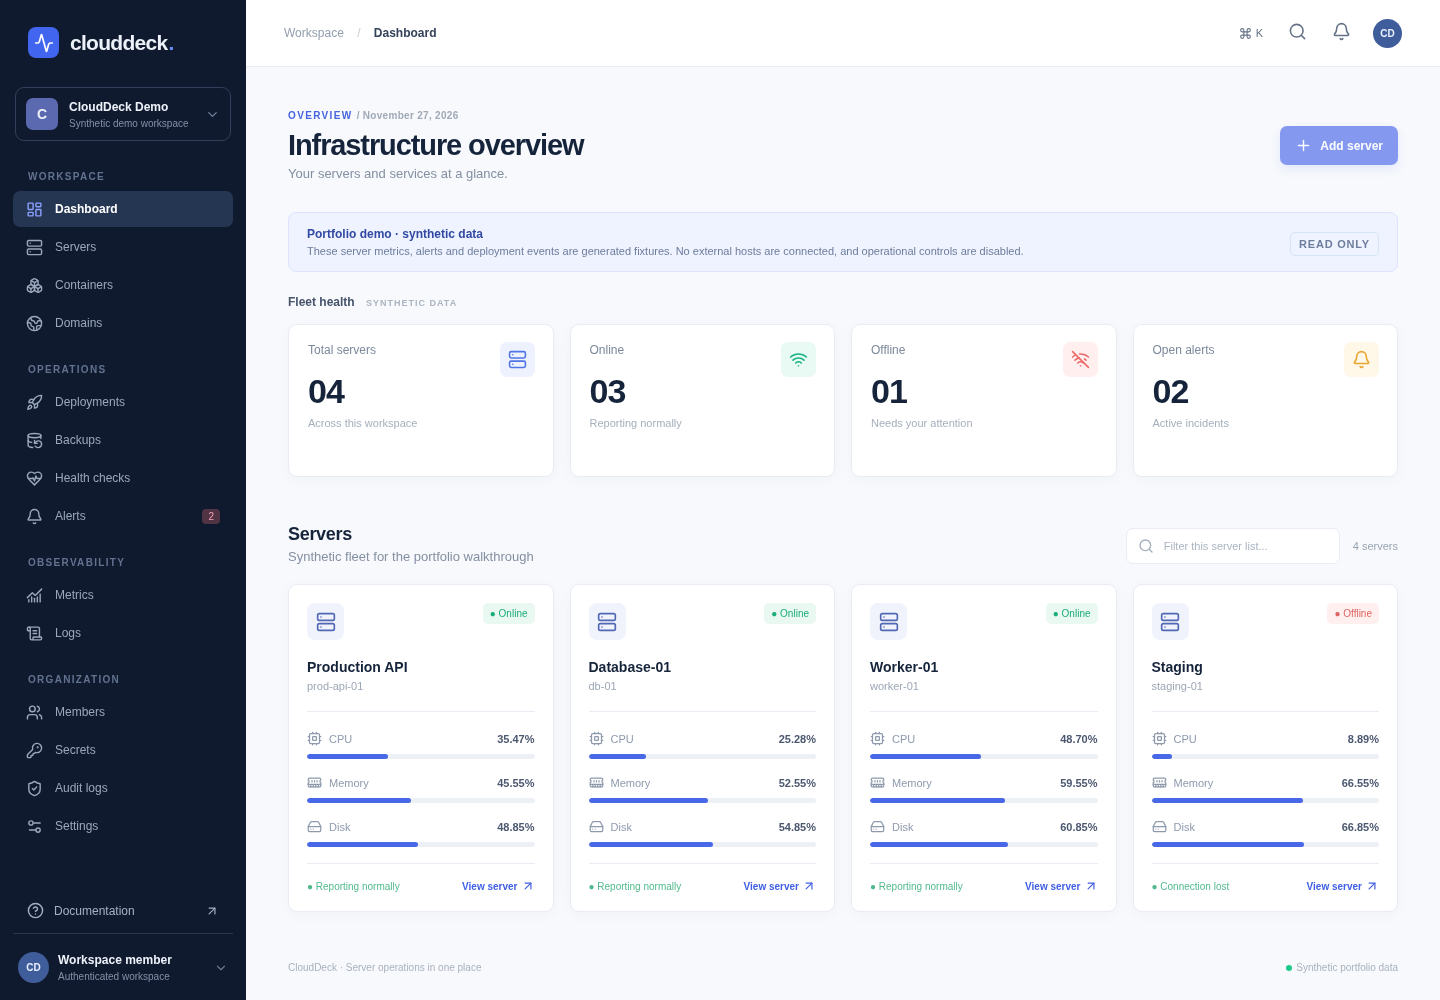 clouddeck.
C
CloudDeck Demo
Synthetic demo workspace
WORKSPACE
Dashboard
Servers
Containers
Domains
OPERATIONS
Deployments
Backups
Health checks
Alerts 2
OBSERVABILITY
Metrics
Logs
ORGANIZATION
Members
Secrets
Audit logs
Settings
Documentation
CD
Workspace member
Authenticated workspace
Workspace / Dashboard
⌘ K
CD
OVERVIEW / November 27, 2026
Infrastructure overview
Your servers and services at a glance.
Add server
Portfolio demo · synthetic data
These server metrics, alerts and deployment events are generated fixtures. No external hosts are connected, and operational controls are disabled.
READ ONLY
Fleet health SYNTHETIC DATA
Total servers
04
Across this workspace
Online
03
Reporting normally
Offline
01
Needs your attention
Open alerts
02
Active incidents
Servers
Synthetic fleet for the portfolio walkthrough
Filter this server list...
4 servers
● Online
Production API
prod-api-01
CPU 35.47%
Memory 45.55%
Disk 48.85%
● Reporting normally View server
● Online
Database-01
db-01
CPU 25.28%
Memory 52.55%
Disk 54.85%
● Reporting normally View server
● Online
Worker-01
worker-01
CPU 48.70%
Memory 59.55%
Disk 60.85%
● Reporting normally View server
● Offline
Staging
staging-01
CPU 8.89%
Memory 66.55%
Disk 66.85%
● Connection lost View server
CloudDeck · Server operations in one place
Synthetic portfolio data